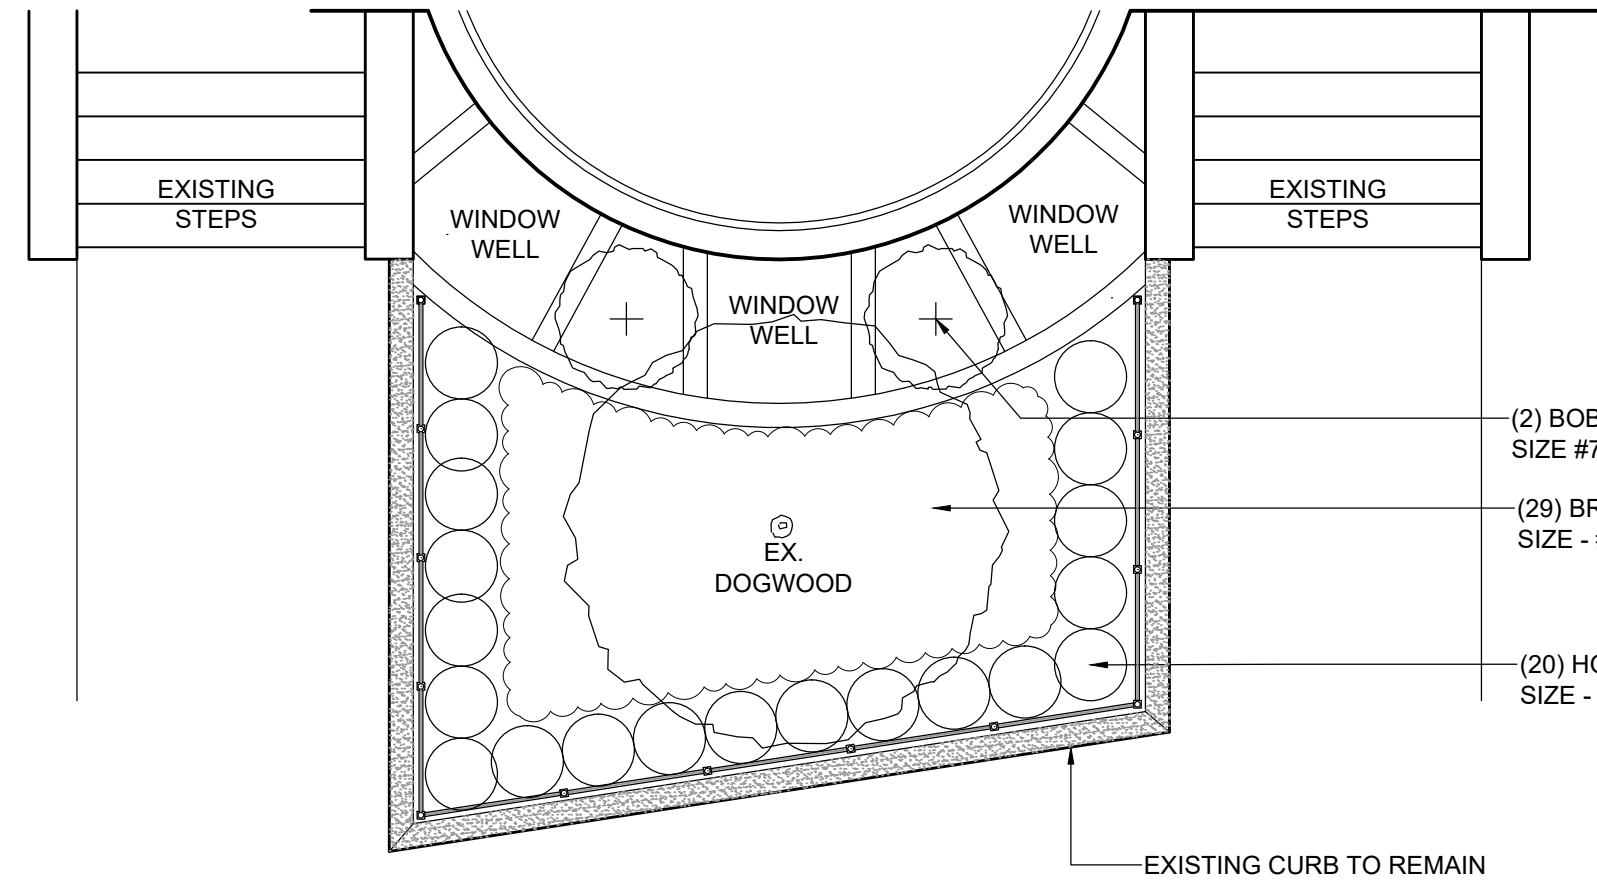 EXISTING
STEPS
WINDOW
WELL
WINDOW
WELL
WINDOW
WELL
EXISTING
STEPS
(2) BOB
SIZE #7
(29) BR
SIZE -
EX.
DOGWOOD
(20) HO
SIZE -
EXISTING CURB TO REMAIN